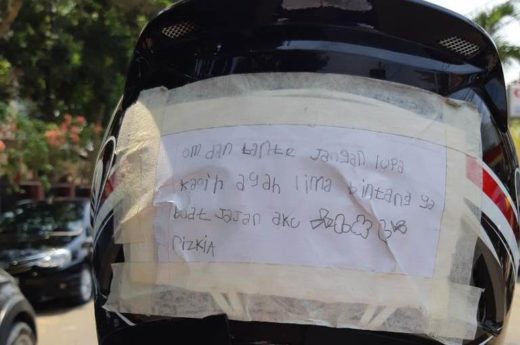 om dan tante jangan lupa
kasih ayah lima bintang ya
buat jajan aku
rizkia